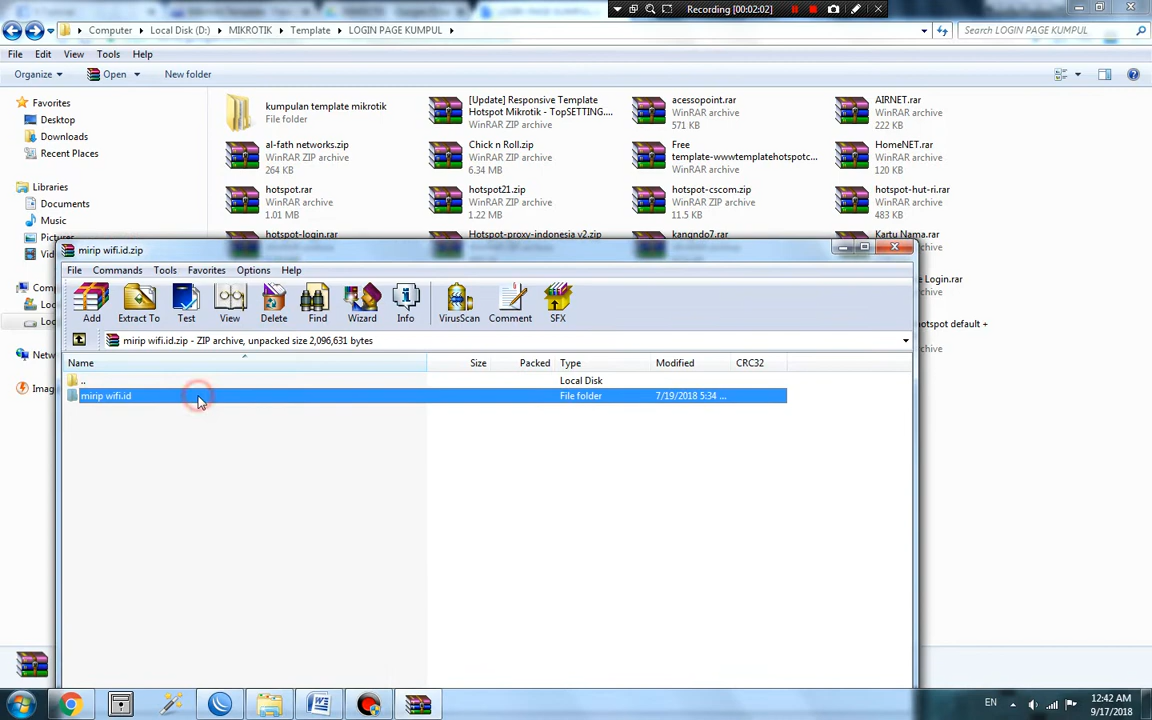 Recording [00:02:02]
Computer Local Disk (D:) MIKROTIK Template LOGIN PAGE KUMPUL
Search LOGIN PAGE KUMPUL
File Edit View Tools Help
Organize Open New folder
Favorites
Desktop
Downloads
Recent Places
Libraries
Documents
Music
Pictures
kumpulan template mikrotik
File folder
[Update] Responsive Template
Hotspot Mikrotik - TopSETTING....
WinRAR ZIP archive
acessopoint.rar
WinRAR archive
571 KB
AIRNET.rar
WinRAR archive
222 KB
al-fath networks.zip
WinRAR ZIP archive
264 KB
Chick n Roll.zip
WinRAR ZIP archive
6.34 MB
Free
template-wwwtemplatehotspotc...
WinRAR archive
HomeNET.rar
WinRAR archive
120 KB
hotspot.rar
WinRAR archive
1.01 MB
hotspot21.zip
WinRAR ZIP archive
1.22 MB
hotspot-cscom.zip
WinRAR ZIP archive
11.5 KB
hotspot-hut-ri.rar
WinRAR archive
483 KB
hotspot-login.rar
Hotspot-proxy-indonesia v2.zip
kangndo7.rar
Kartu Nama.rar
Login.rar
hotspot default +
mirip wifi.id.zip
File Commands Tools Favorites Options Help
Add Extract To Test View Delete Find Wizard Info VirusScan Comment SFX
mirip wifi.id.zip - ZIP archive, unpacked size 2,096,631 bytes
Name Size Packed Type Modified CRC32
.. Local Disk
mirip wifi.id File folder 7/19/2018 5:34 ...
EN
12:42 AM
9/17/2018